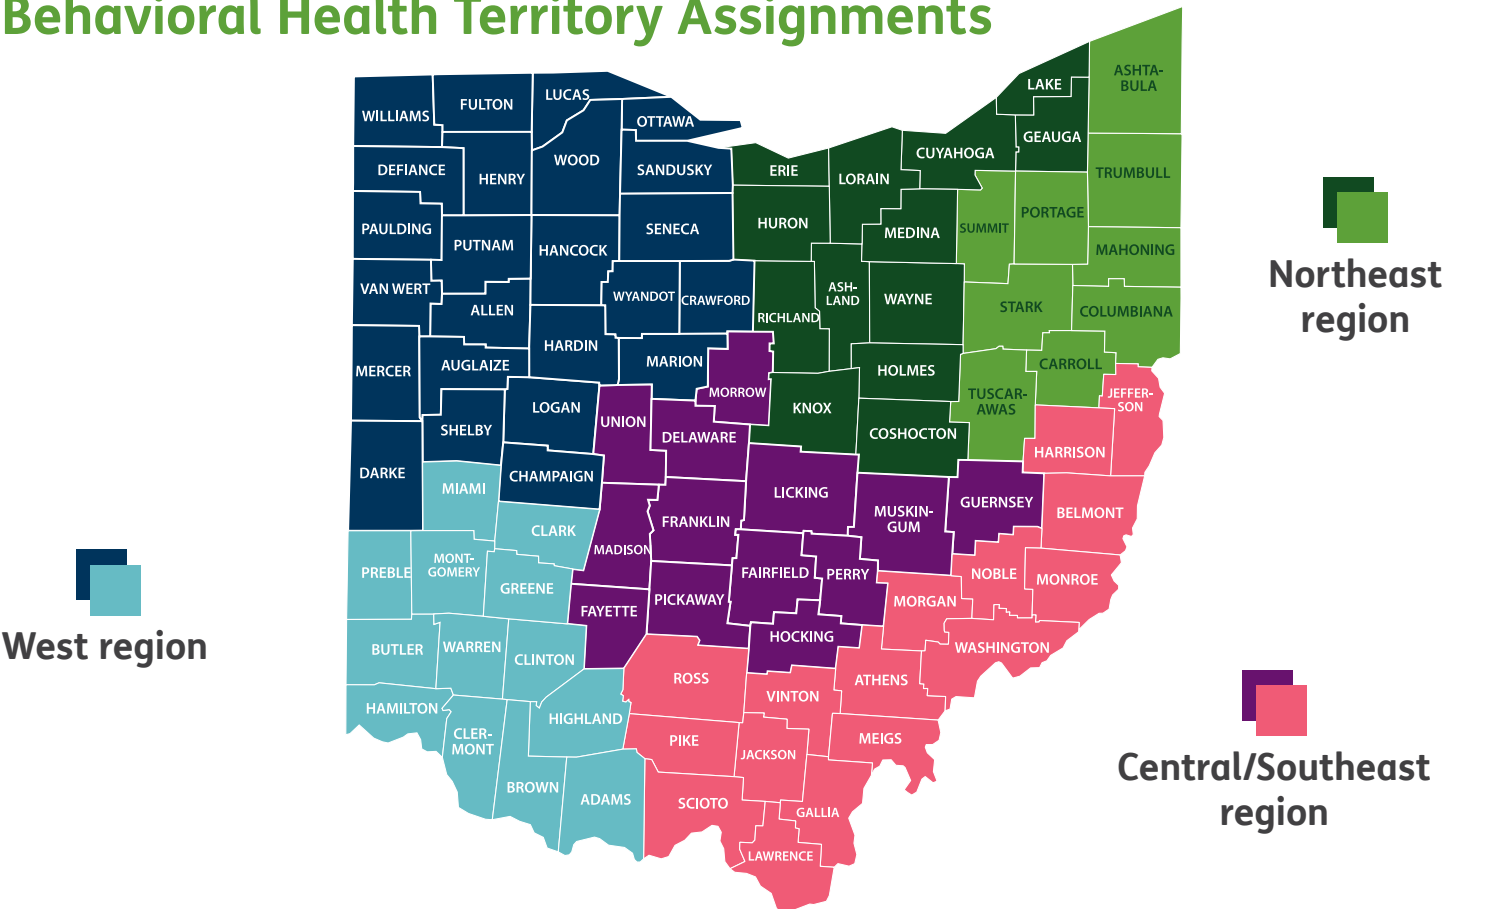 Behavioral Health Territory Assignments
WILLIAMS
FULTON
LUCAS
OTTAWA
DEFIANCE
HENRY
WOOD
SANDUSKY
PAULDING
PUTNAM
HANCOCK
SENECA
VAN WERT
ALLEN
WYANDOT
CRAWFORD
MERCER
AUGLAIZE
HARDIN
MARION
SHELBY
LOGAN
DARKE
CHAMPAIGN
LAKE
ASHTA-
BULA
GEAUGA
CUYAHOGA
ERIE
LORAIN
TRUMBULL
HURON
MEDINA
SUMMIT
PORTAGE
MAHONING
RICHLAND
ASH-
LAND
WAYNE
STARK
COLUMBIANA
HOLMES
CARROLL
TUSCAR-
AWAS
KNOX
COSHOCTON
MORROW
UNION
DELAWARE
LICKING
MUSKIN-
GUM
GUERNSEY
MADISON
FRANKLIN
FAIRFIELD
PERRY
FAYETTE
PICKAWAY
HOCKING
JEFFER-
SON
HARRISON
BELMONT
NOBLE
MONROE
MORGAN
WASHINGTON
ROSS
VINTON
ATHENS
PIKE
JACKSON
MEIGS
SCIOTO
GALLIA
LAWRENCE
MIAMI
CLARK
PREBLE
MONT-
GOMERY
GREENE
BUTLER
WARREN
CLINTON
HAMILTON
CLER-
MONT
HIGHLAND
BROWN
ADAMS
Northeast
region
West region
Central/Southeast
region